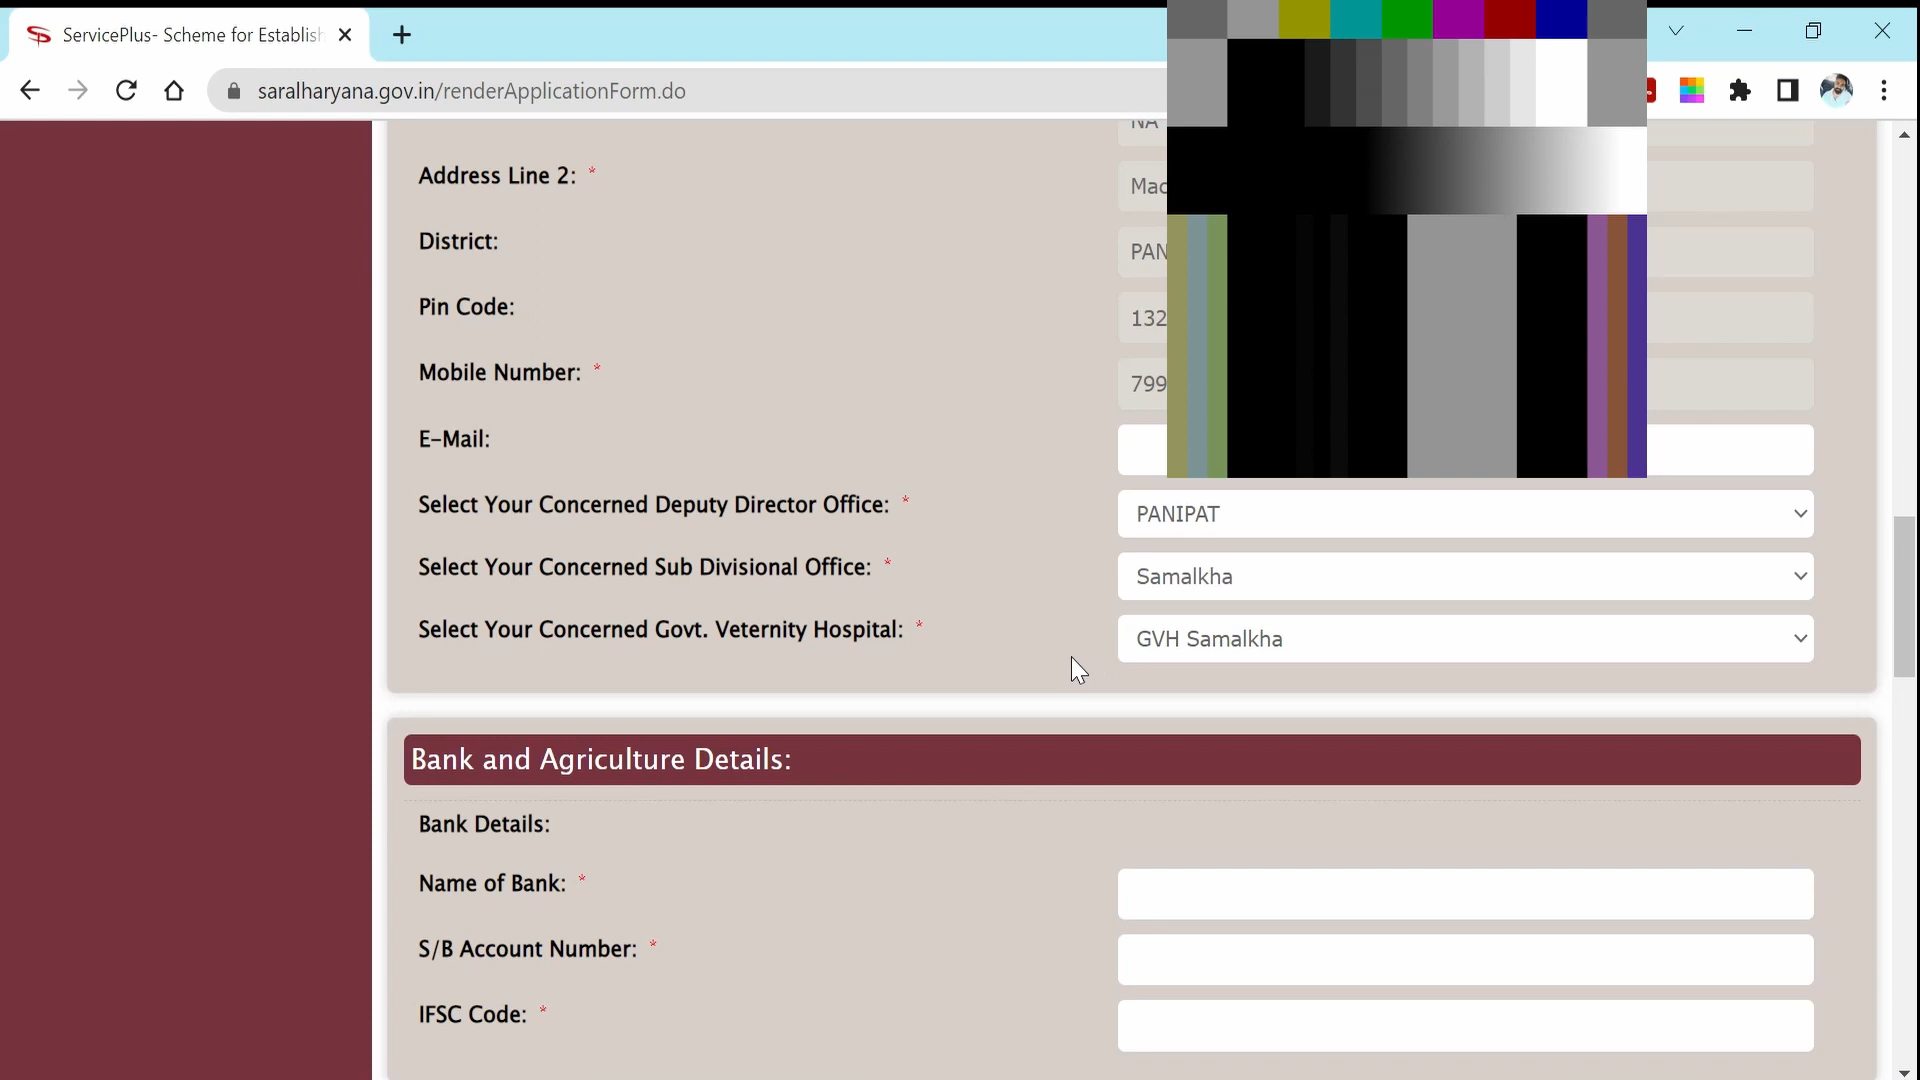 ServicePlus- Scheme for Establish
saralharyana.gov.in/renderApplicationForm.do
NA
Address Line 2: *
Mac
District:
PAN
Pin Code:
132
Mobile Number: *
799
E-Mail:
Select Your Concerned Deputy Director Office: *
PANIPAT
Select Your Concerned Sub Divisional Office: *
Samalkha
Select Your Concerned Govt. Veternity Hospital: *
GVH Samalkha
Bank and Agriculture Details:
Bank Details:
Name of Bank: *
S/B Account Number: *
IFSC Code: *